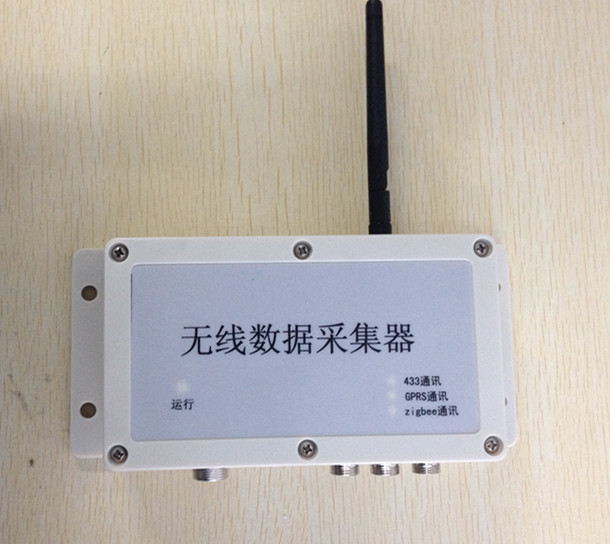 无线数据采集器
运行
433通讯
GPRS通讯
zigbee通讯